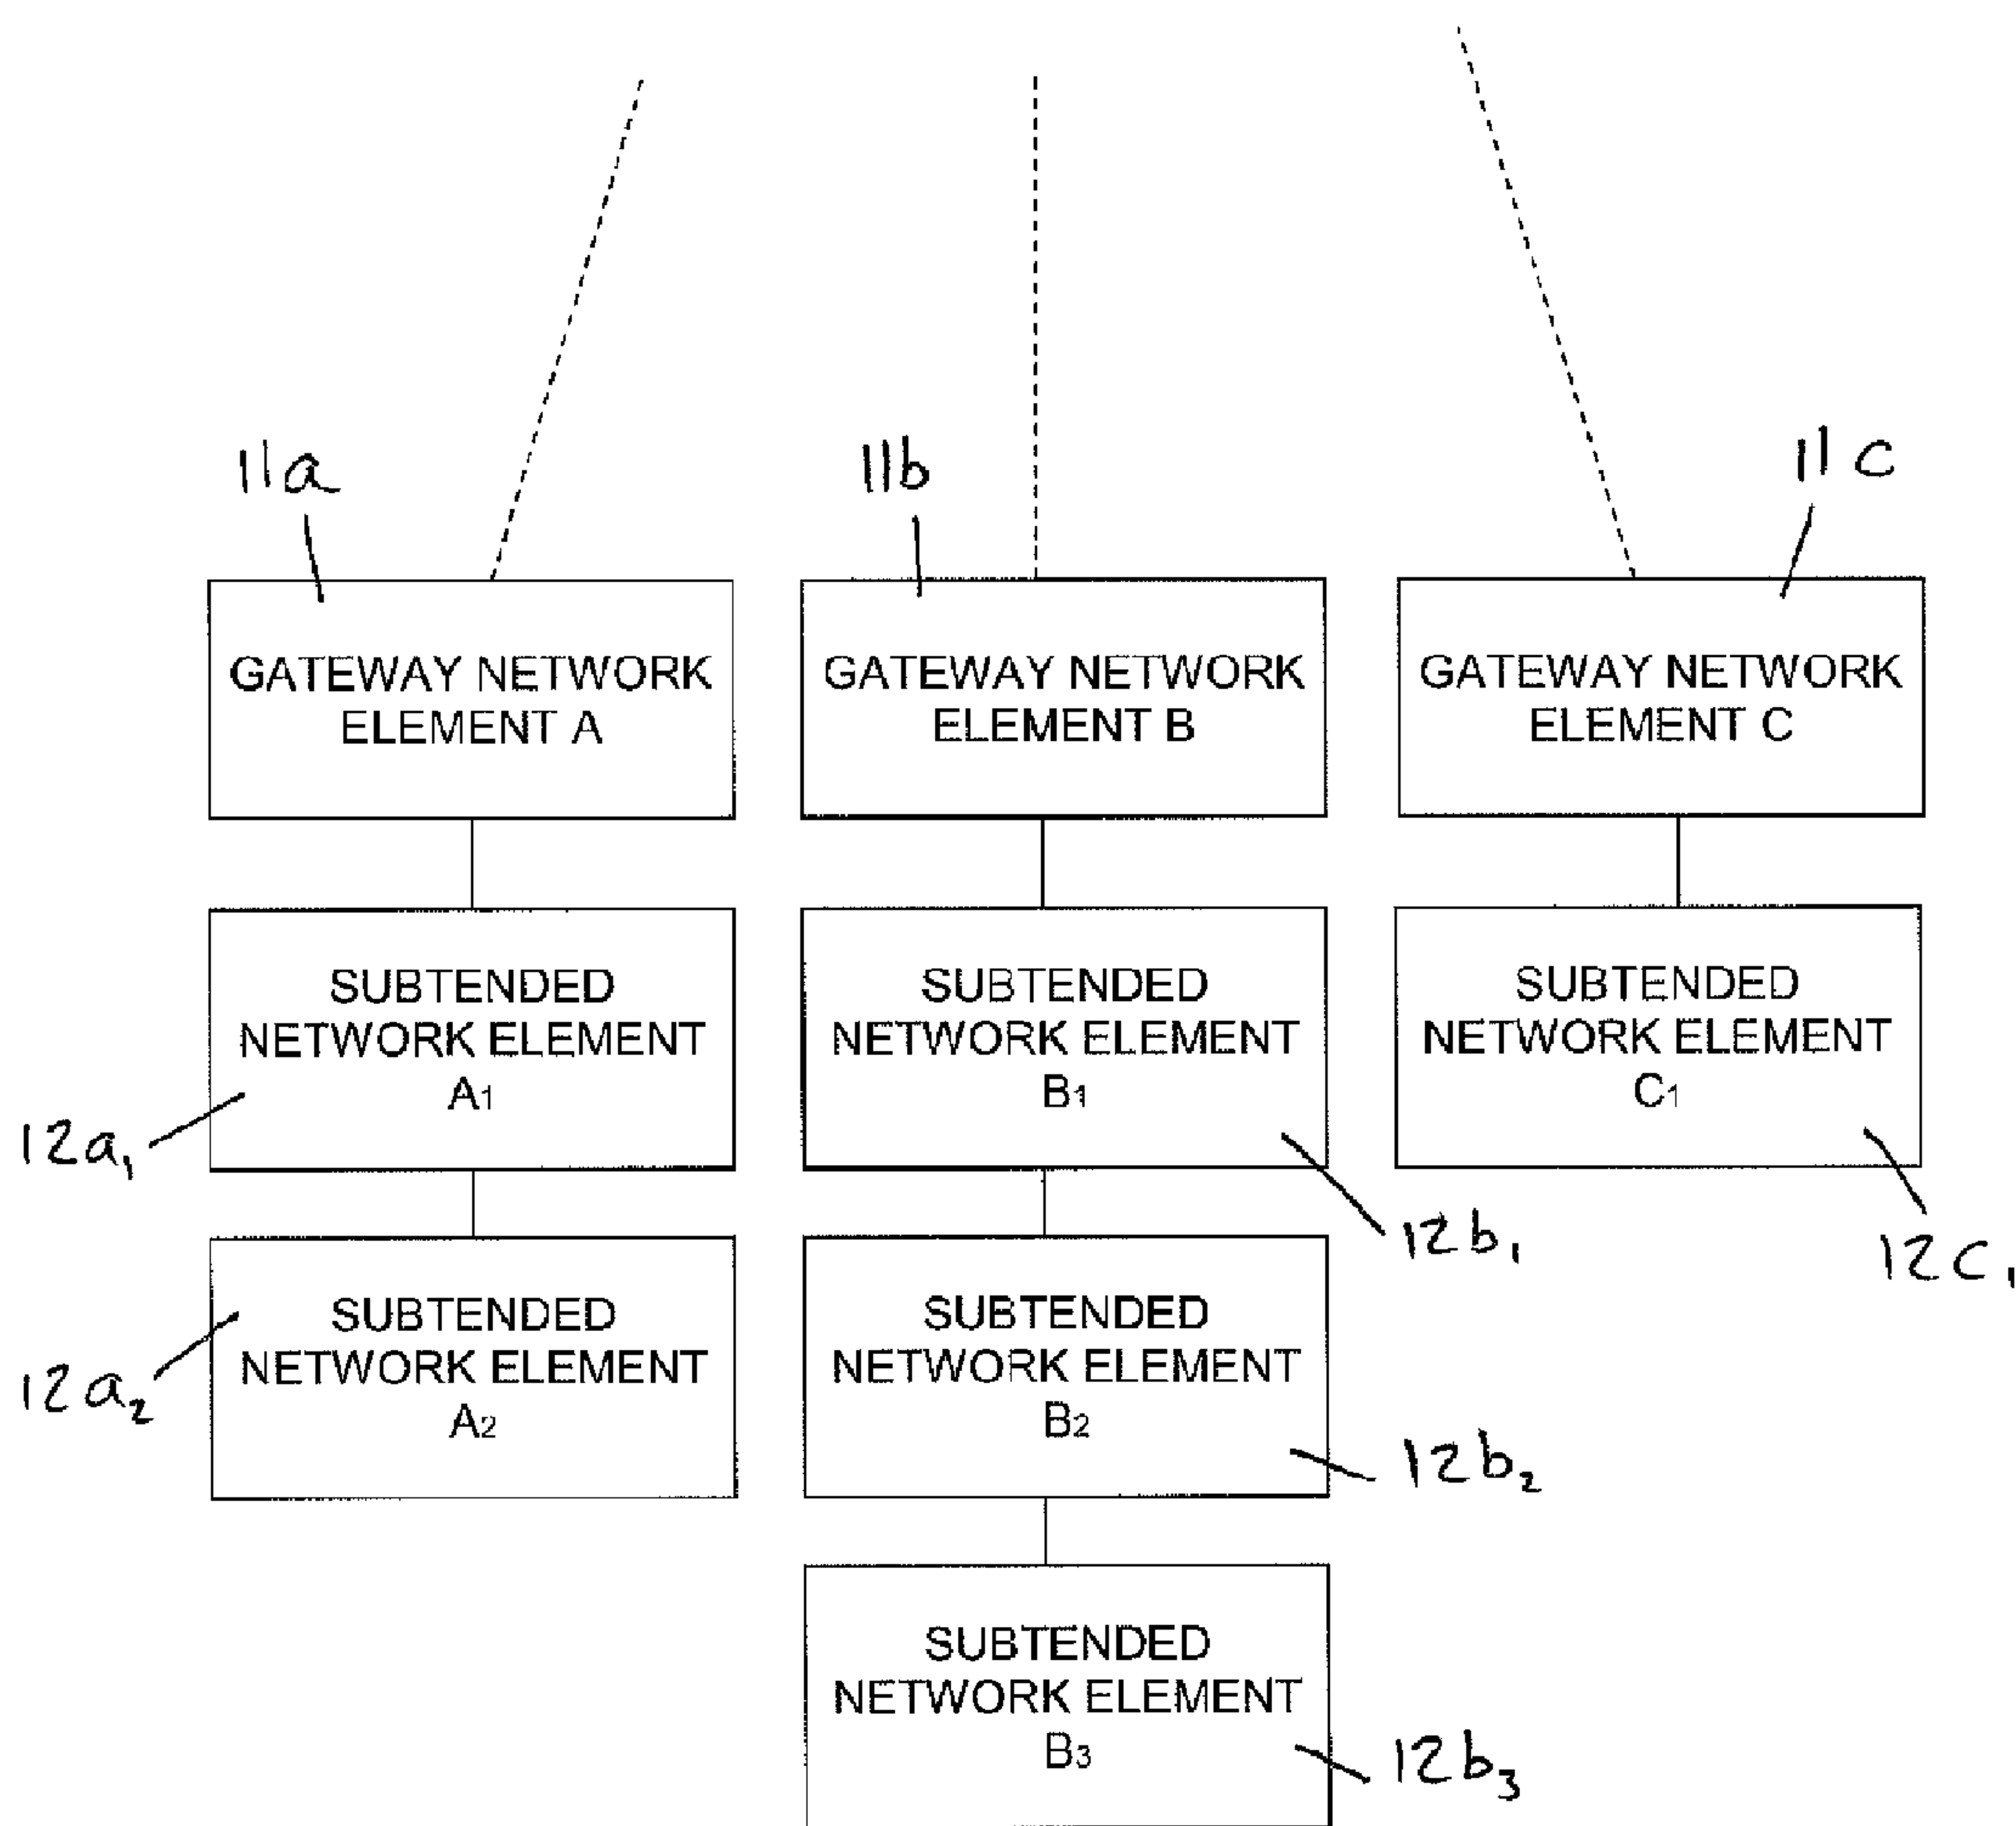 11a
11b
11c
GATEWAY NETWORK
ELEMENT A
GATEWAY NETWORK
ELEMENT B
GATEWAY NETWORK
ELEMENT C
SUBTENDED
NETWORK ELEMENT
A1
SUBTENDED
NETWORK ELEMENT
B1
SUBTENDED
NETWORK ELEMENT
C1
12a1
12b1
12c1
SUBTENDED
NETWORK ELEMENT
A2
SUBTENDED
NETWORK ELEMENT
B2
12a2
12b2
SUBTENDED
NETWORK ELEMENT
B3
12b3